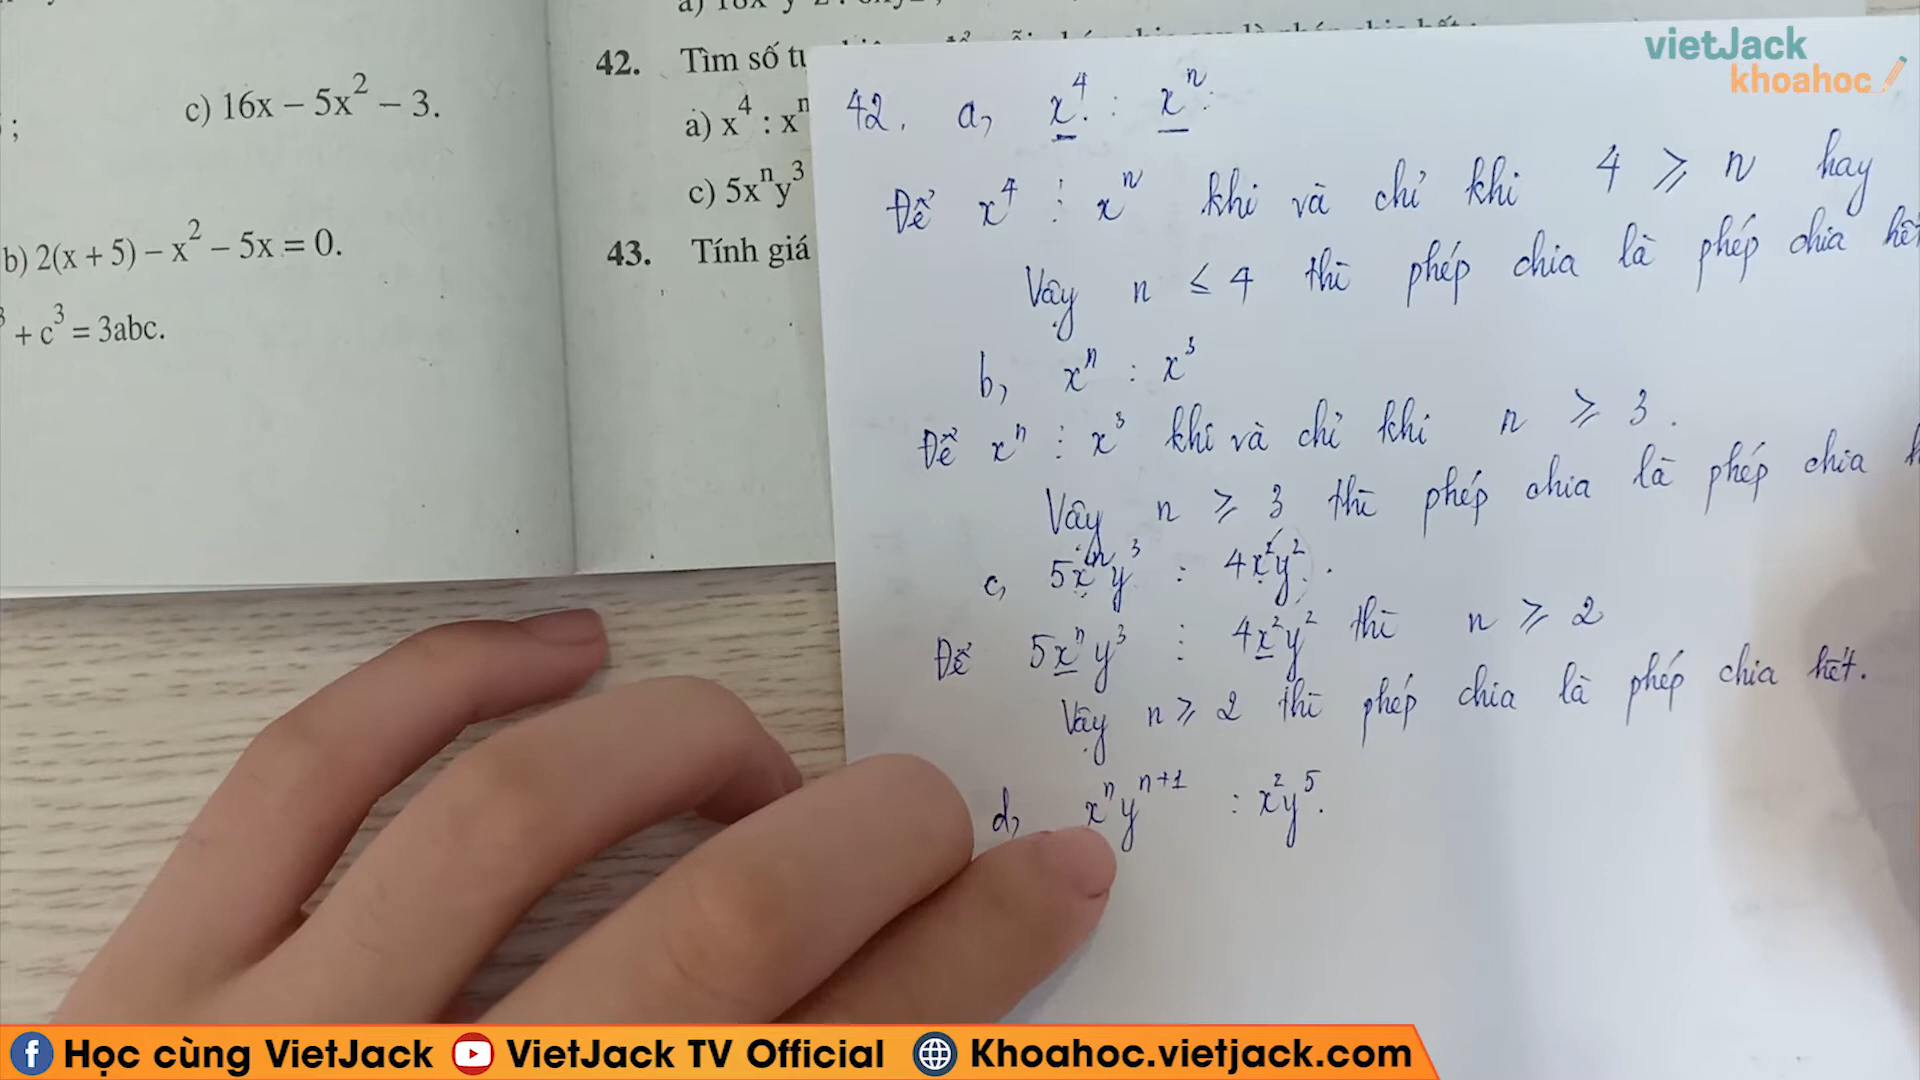 c) 16x – 5x² – 3.
b) 2(x + 5) – x² – 5x = 0.
³ + c³ = 3abc.
42. Tìm số
a) x⁴ : xⁿ
c) 5xⁿy³
43. Tính giá
vietJack
khoahoc
42. a, x⁴ : xⁿ
Để x⁴ ⋮ xⁿ khi và chỉ khi 4 ⩾ n hay
Vậy n ≤ 4 thì phép chia là phép chia hết
b, xⁿ : x³
Để xⁿ ⋮ x³ khi và chỉ khi n ⩾ 3.
Vậy n ⩾ 3 thì phép chia là phép chia
c, 5xⁿy³ : 4x²y².
Để 5xⁿy³ ⋮ 4x²y² thì n ⩾ 2
Vậy n ⩾ 2 thì phép chia là phép chia hết.
d, xⁿyⁿ⁺¹ : x²y⁵.
Học cùng VietJack VietJack TV Official Khoahoc.vietjack.com